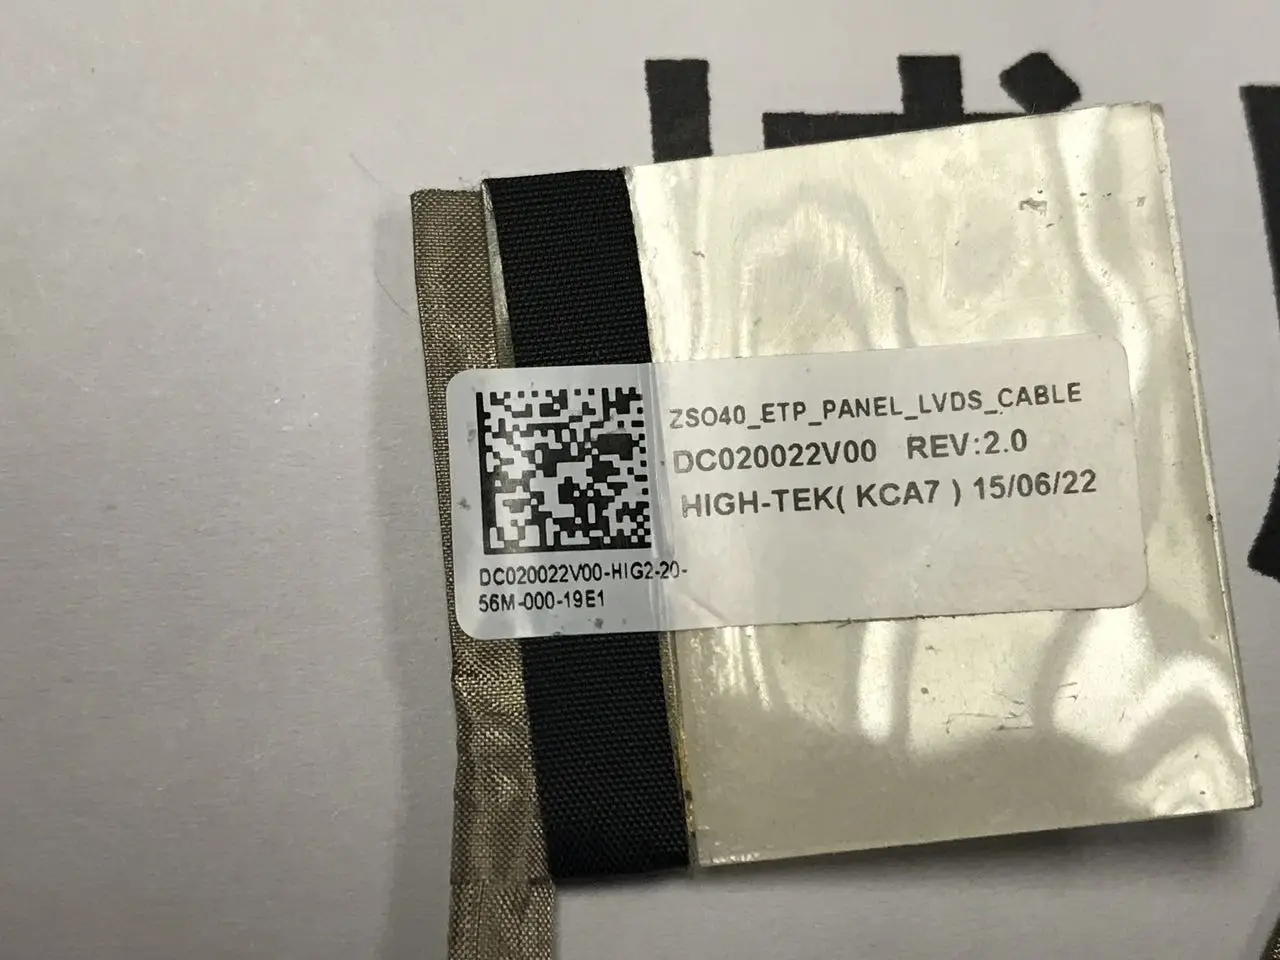 ZSO40_ETP_PANEL_LVDS_CABLE
DC020022V00 REV:2.0
HIGH-TEK( KCA7 ) 15/06/22
DC020022V00-HIG2-20-
56M-000-19E1